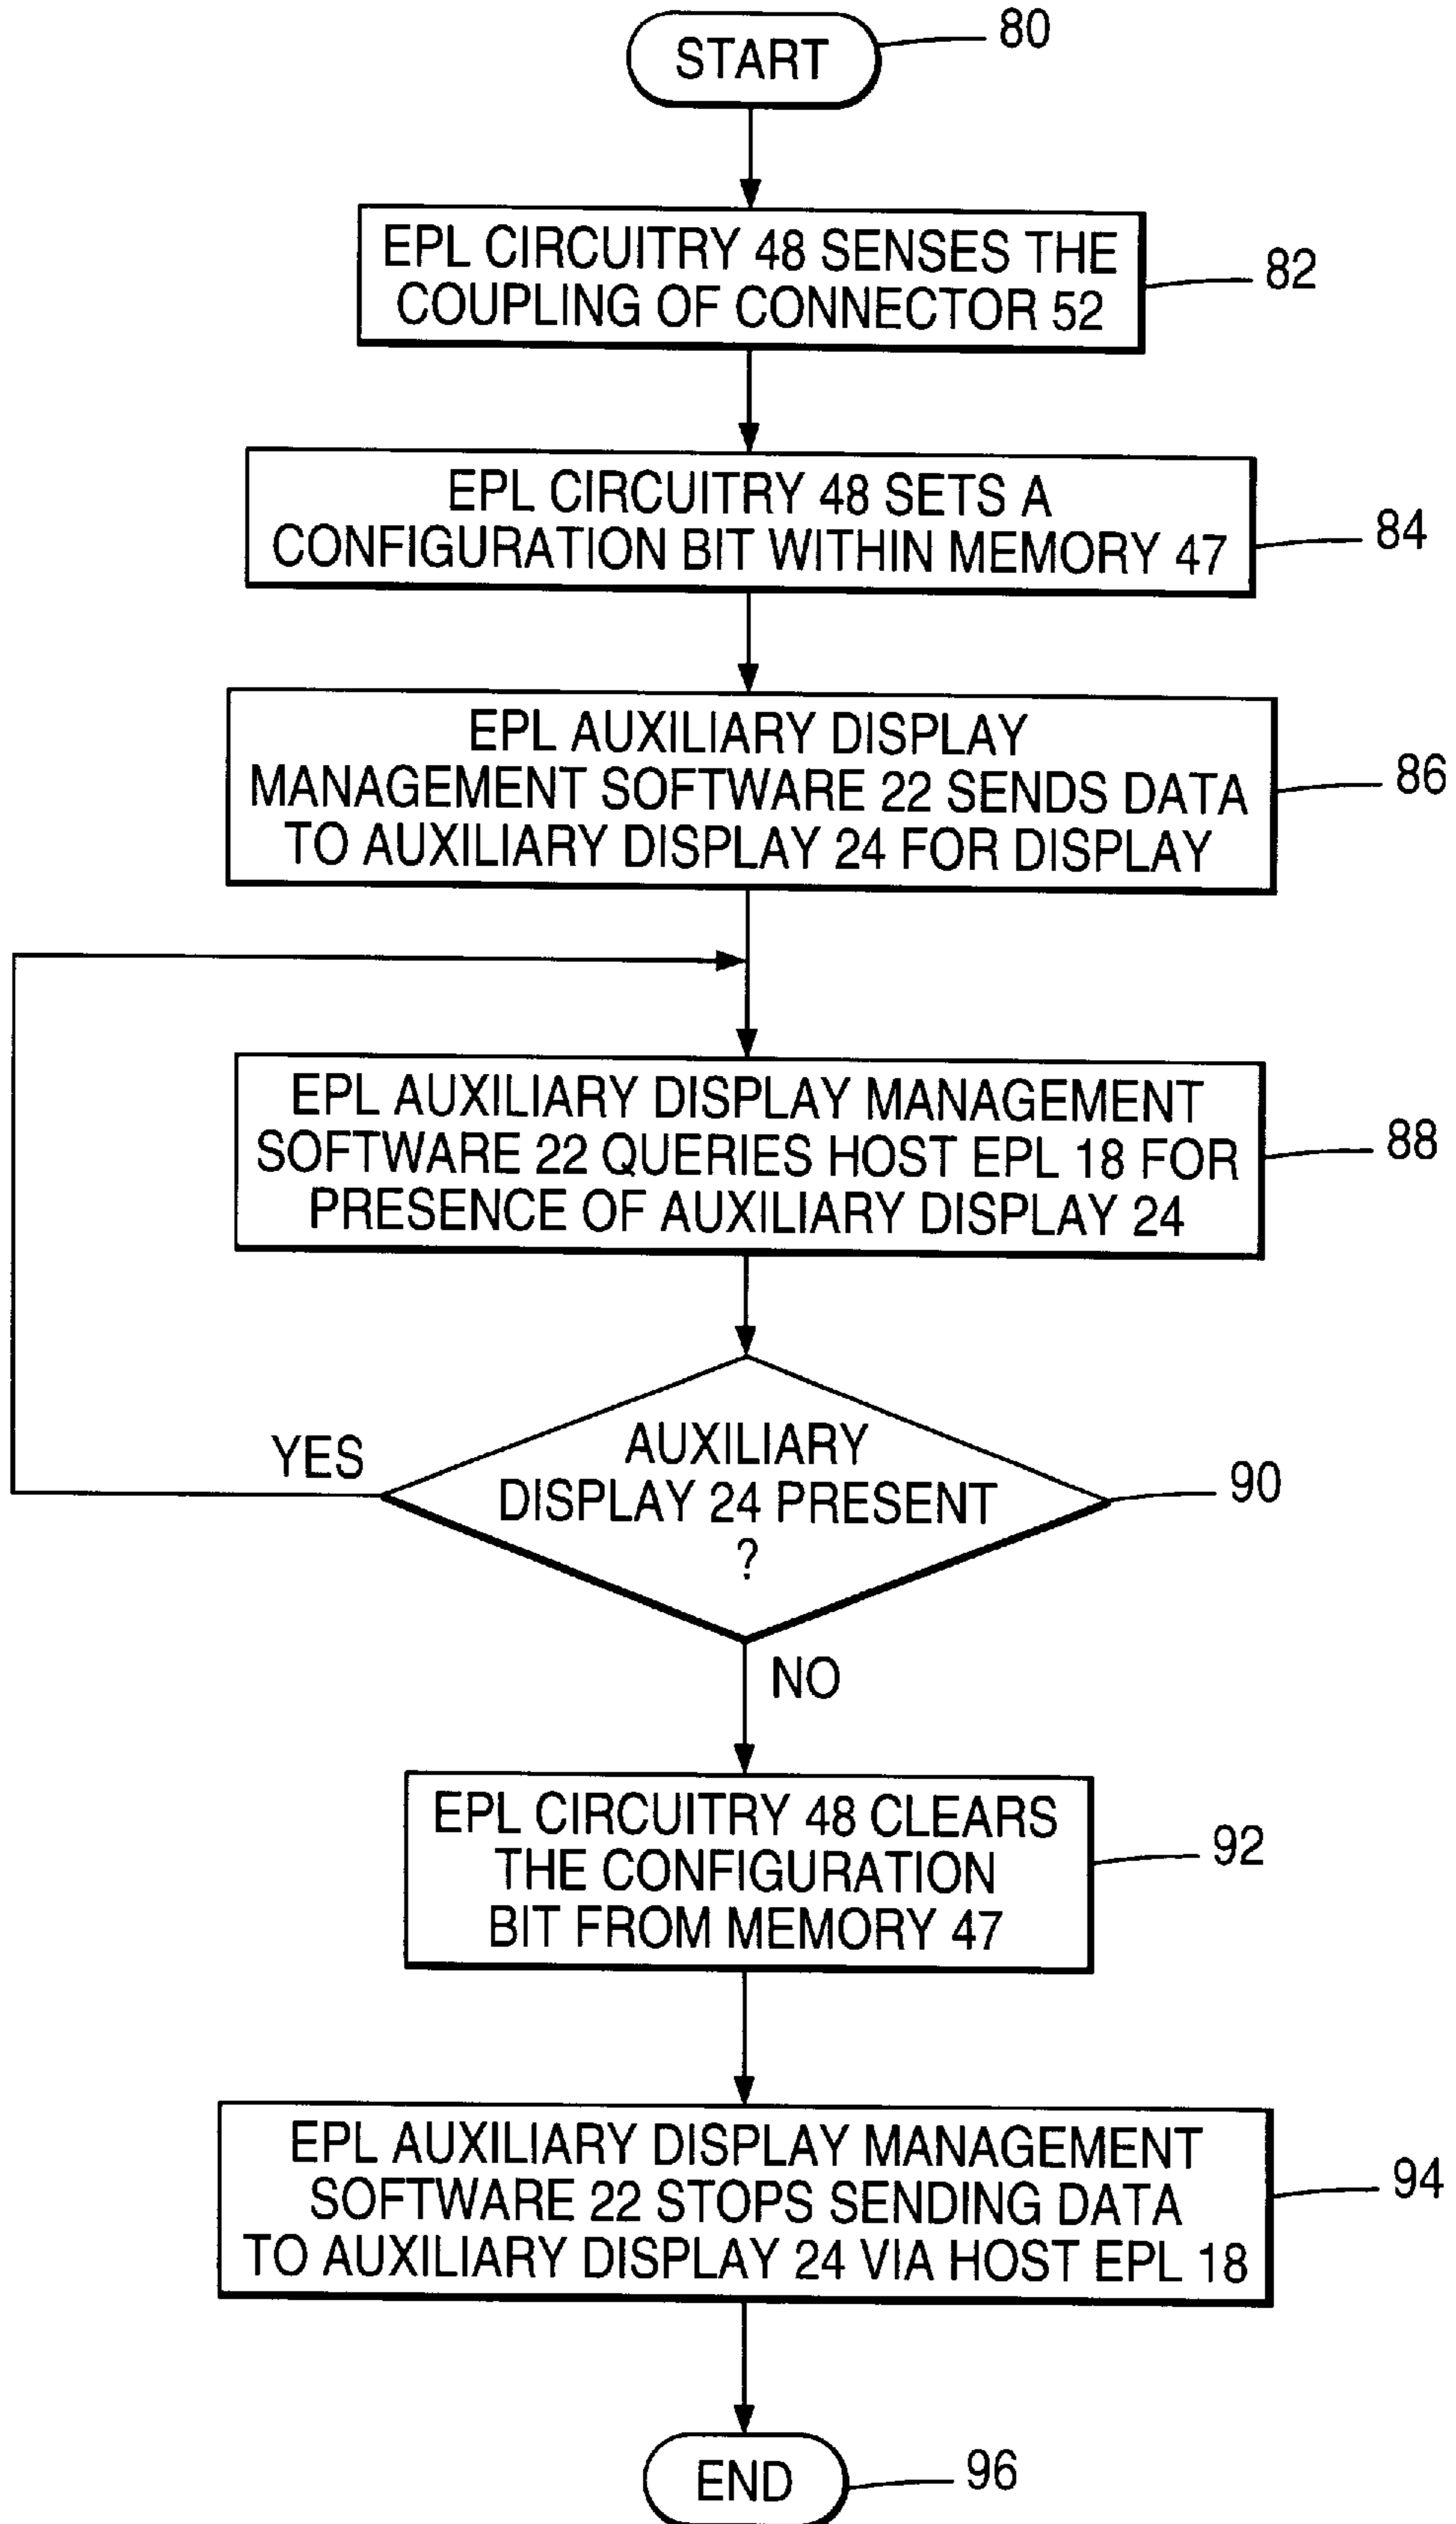 START
80
EPL CIRCUITRY 48 SENSES THE
COUPLING OF CONNECTOR 52
82
EPL CIRCUITRY 48 SETS A
CONFIGURATION BIT WITHIN MEMORY 47
84
EPL AUXILIARY DISPLAY
MANAGEMENT SOFTWARE 22 SENDS DATA
TO AUXILIARY DISPLAY 24 FOR DISPLAY
86
EPL AUXILIARY DISPLAY MANAGEMENT
SOFTWARE 22 QUERIES HOST EPL 18 FOR
PRESENCE OF AUXILIARY DISPLAY 24
88
YES
AUXILIARY
DISPLAY 24 PRESENT
?
90
NO
EPL CIRCUITRY 48 CLEARS
THE CONFIGURATION
BIT FROM MEMORY 47
92
EPL AUXILIARY DISPLAY MANAGEMENT
SOFTWARE 22 STOPS SENDING DATA
TO AUXILIARY DISPLAY 24 VIA HOST EPL 18
94
END
96